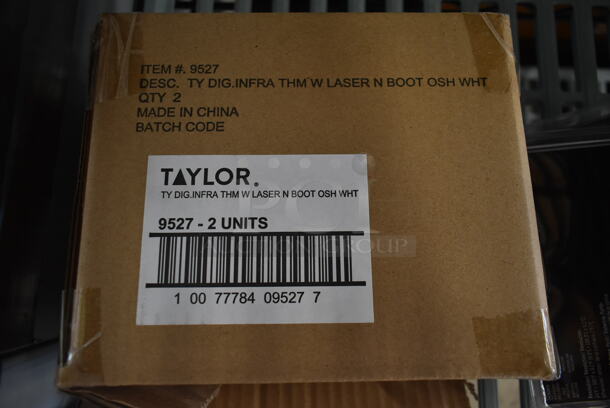 ITEM #. 9527
DESC. TY DIG.INFRA THM W LASER N BOOT OSH WHT
QTY 2
MADE IN CHINA
BATCH CODE
TAYLOR.
TY DIG.INFRA THM W LASER N BOOT OSH WHT
9527 - 2 UNITS
1 00 77784 09527 7